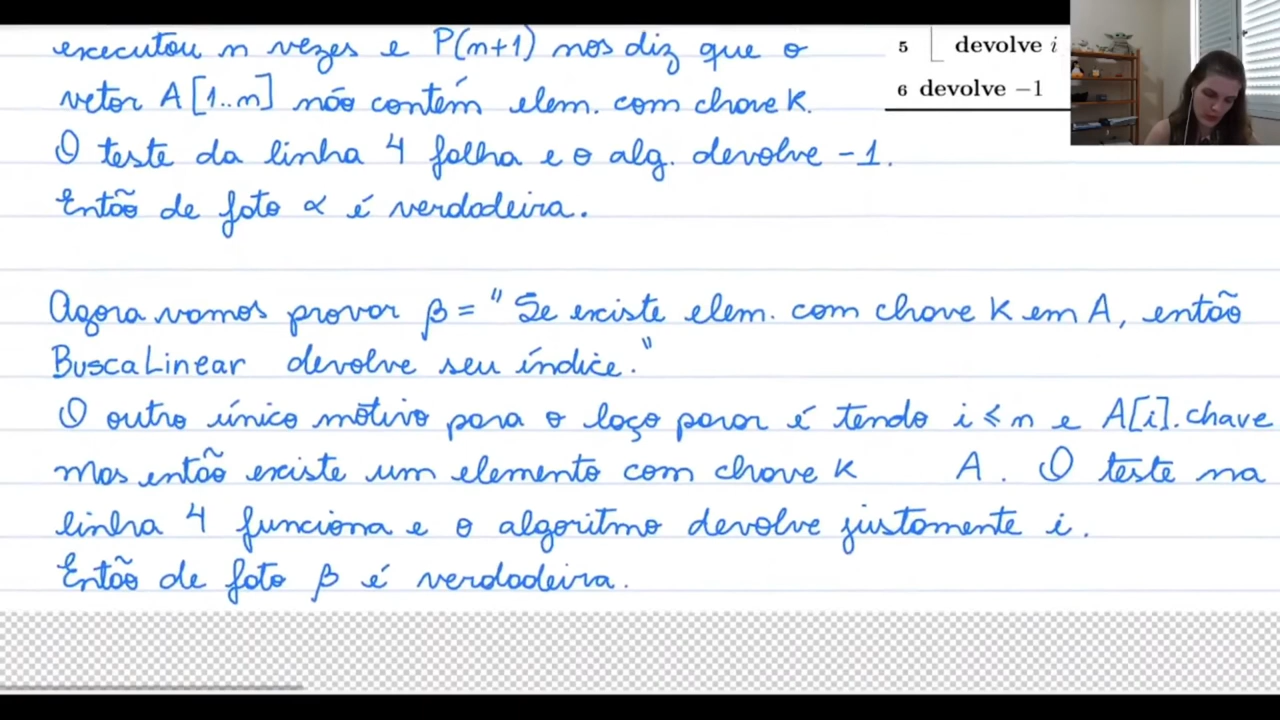 executou n vezes e P(n+1) nos diz que o
vetor A[1..n] não contém elem. com chave K.
O teste da linha 4 falha e o alg. devolve -1.
Então de fato α é verdadeira.
5 devolve i
6 devolve −1
Agora vamos provar β = "Se existe elem. com chave K em A, então
BuscaLinear devolve seu índice."
O outro único motivo para o laço parar é tendo i ≤ n e A[i].chave
Mas então existe um elemento com chave K A. O teste na
linha 4 funciona e o algoritmo devolve justamente i.
Então de fato β é verdadeira.